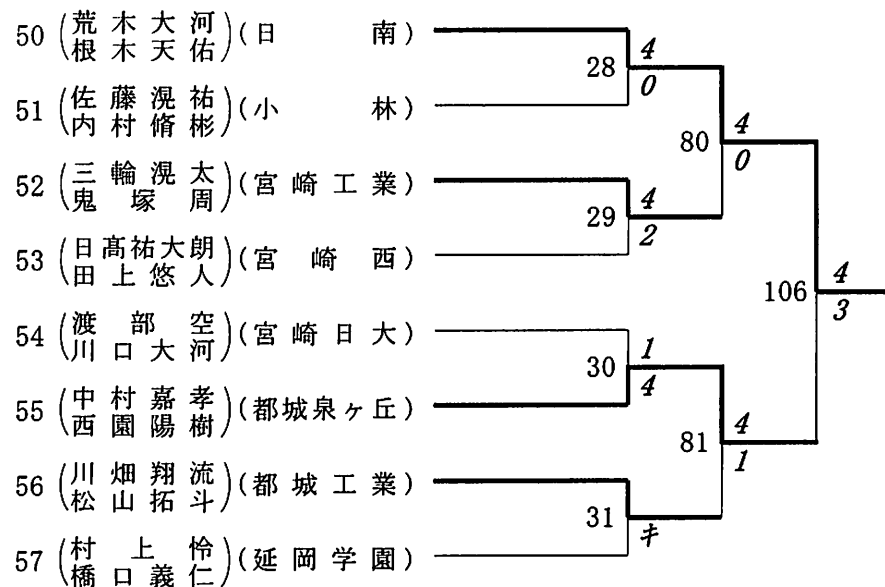 50 (荒木大河 根木天佑) (日南)
51 (佐藤滉祐 内村脩彬) (小林)
52 (三輪滉太 鬼塚周) (宮崎工業)
53 (日髙祐大朗 田上悠人) (宮崎西)
54 (渡部空 川口大河) (宮崎日大)
55 (中村嘉孝 西園陽樹) (都城泉ヶ丘)
56 (川畑翔流 松山拓斗) (都城工業)
57 (村上怜 橋口義仁) (延岡学園)
28 4 0
29 4 2
30 1 4
31 キ
80 4 0
81 4 1
106 4 3